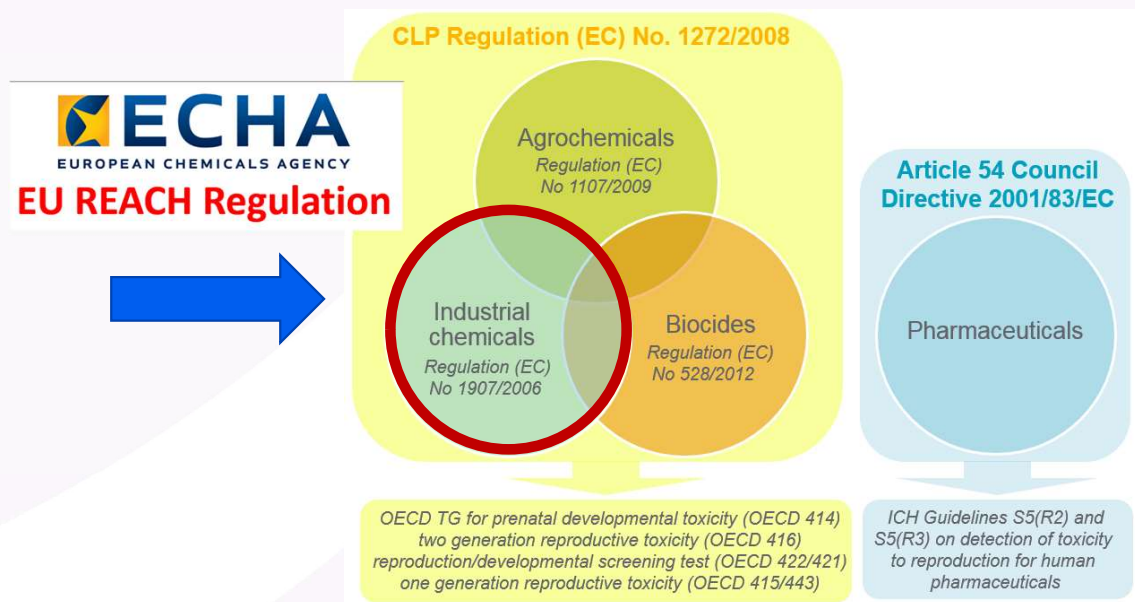 CLP Regulation (EC) No. 1272/2008
ECHA
EUROPEAN CHEMICALS AGENCY
EU REACH Regulation
Agrochemicals
Regulation (EC)
No 1107/2009
Industrial
chemicals
Regulation (EC)
No 1907/2006
Biocides
Regulation (EC)
No 528/2012
Article 54 Council
Directive 2001/83/EC
Pharmaceuticals
OECD TG for prenatal developmental toxicity (OECD 414)
two generation reproductive toxicity (OECD 416)
reproduction/developmental screening test (OECD 422/421)
one generation reproductive toxicity (OECD 415/443)
ICH Guidelines S5(R2) and
S5(R3) on detection of toxicity
to reproduction for human
pharmaceuticals